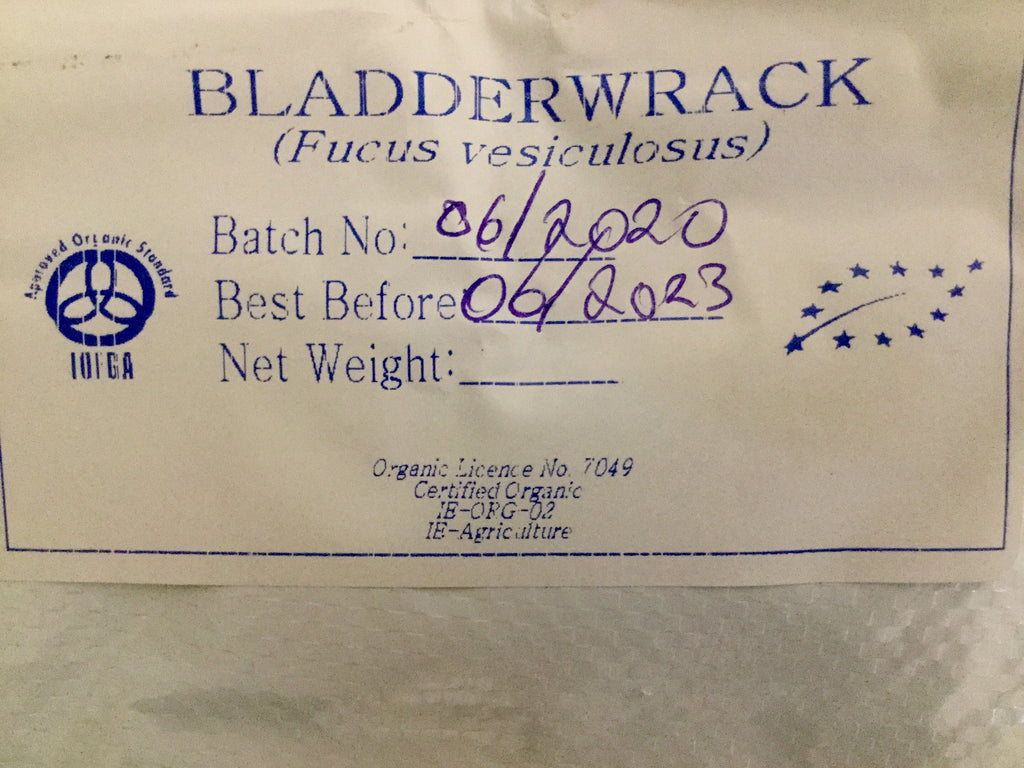 BLADDERWRACK
(Fucus vesiculosus)
Batch No: 06/2020
Best Before 06/2023
Net Weight:
Approved Organic Standard
IOFGA
Organic Licence No. 7049
Certified Organic
IE-ORG-02
IE-Agriculture